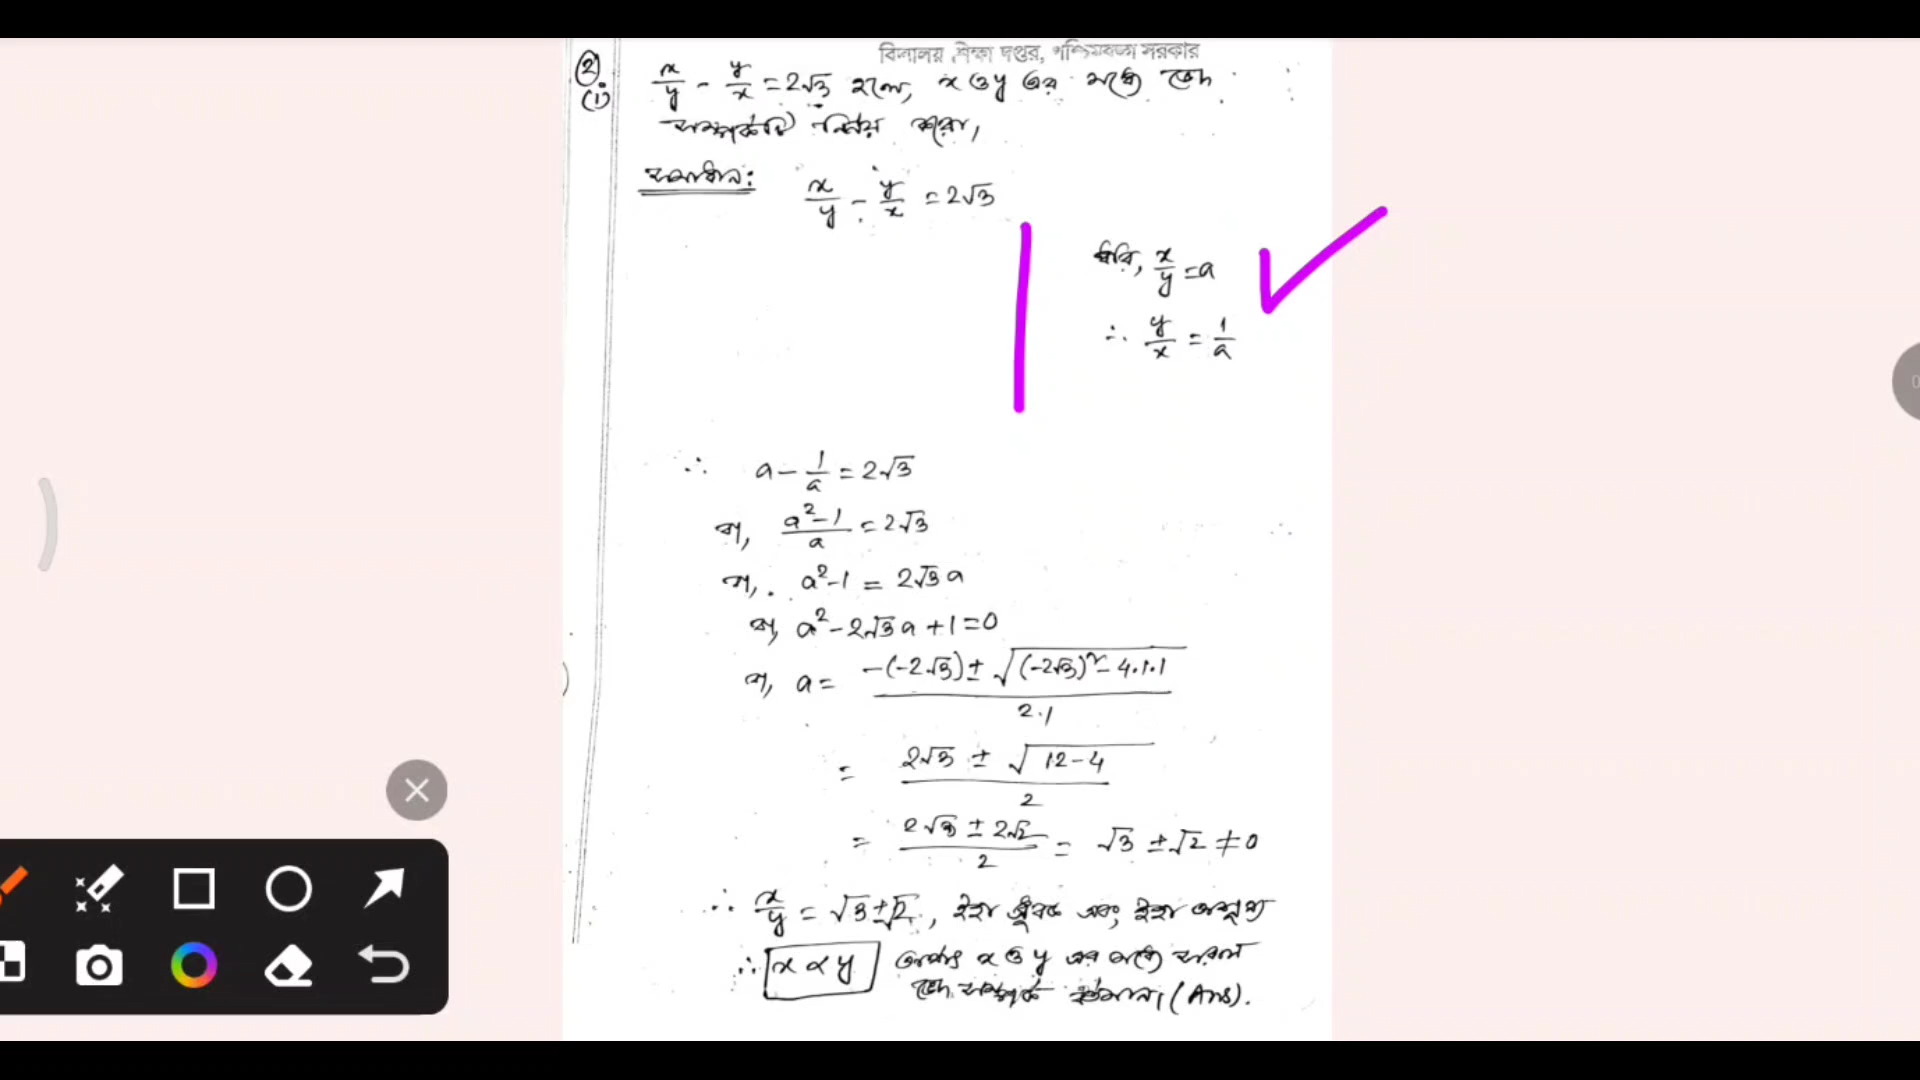 বিদ্যালয় শিক্ষা দপ্তর, পশ্চিমবঙ্গ সরকার
② (i) x/y - y/x = 2√3 হলে, x ও y এর মধ্যে ভেদ
সম্পর্কটি নির্ণয় করো,
সমাধান: x/y - y/x = 2√3
ধরি, x/y = a
∴ y/x = 1/a
∴ a - 1/a = 2√3
বা, (a²-1)/a = 2√3
বা, a²-1 = 2√3 a
বা, a² - 2√3 a + 1 = 0
বা, a = (-(-2√3) ± √((-2√3)² - 4.1.1))/2.1
= (2√3 ± √(12-4))/2
= (2√3 ± 2√2)/2 = √3 ± √2 ≠ 0
∴ x/y = √3 ± √2, ইহা ধ্রুবক এবং ইহা অশূন্য
∴ x ∝ y অর্থাৎ x ও y এর মধ্যে সরল
ভেদ সম্পর্ক বর্তমান। (Ans).